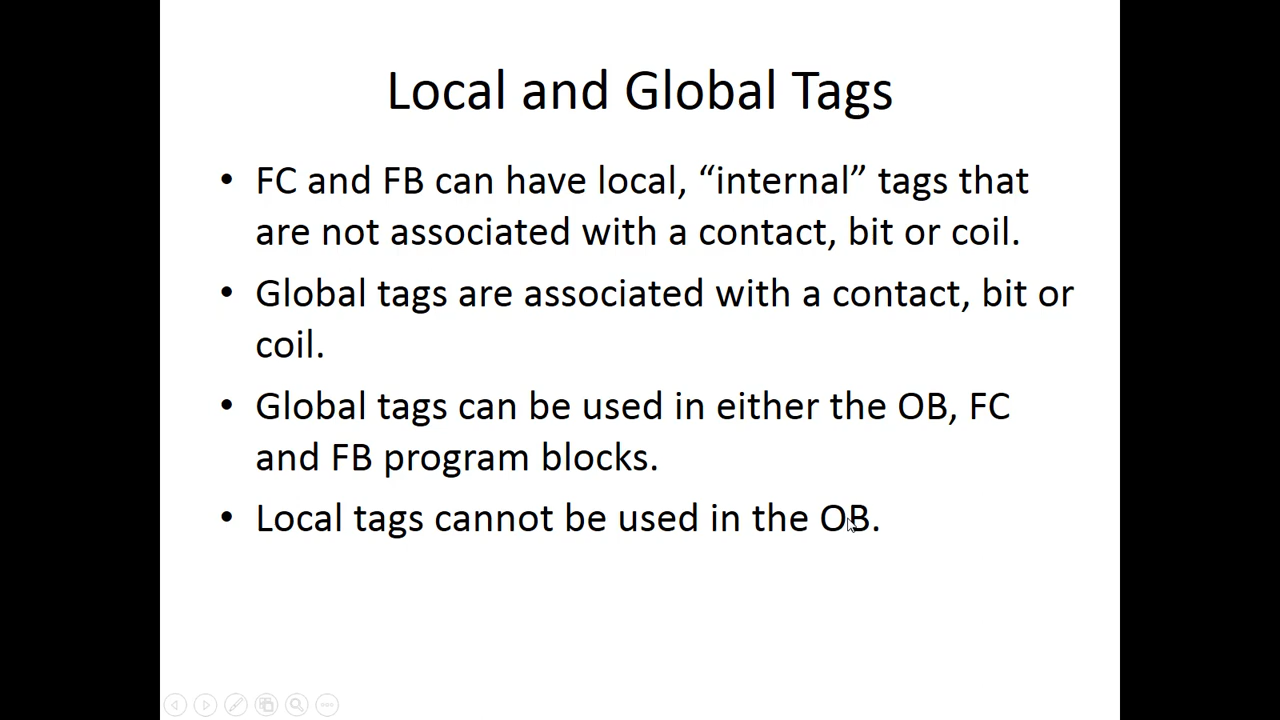 Local and Global Tags
• FC and FB can have local, “internal” tags that
are not associated with a contact, bit or coil.
• Global tags are associated with a contact, bit or
coil.
• Global tags can be used in either the OB, FC
and FB program blocks.
• Local tags cannot be used in the OB.